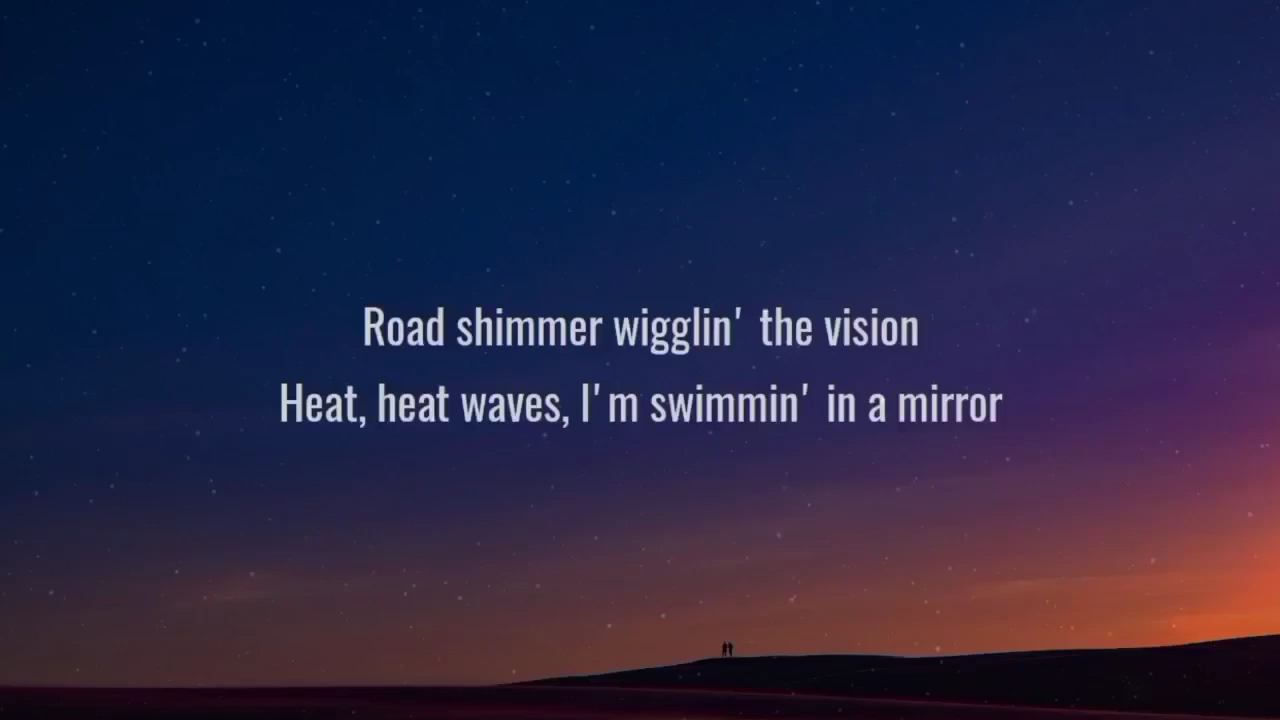 Road shimmer wigglin' the vision
Heat, heat waves, I'm swimmin' in a mirror